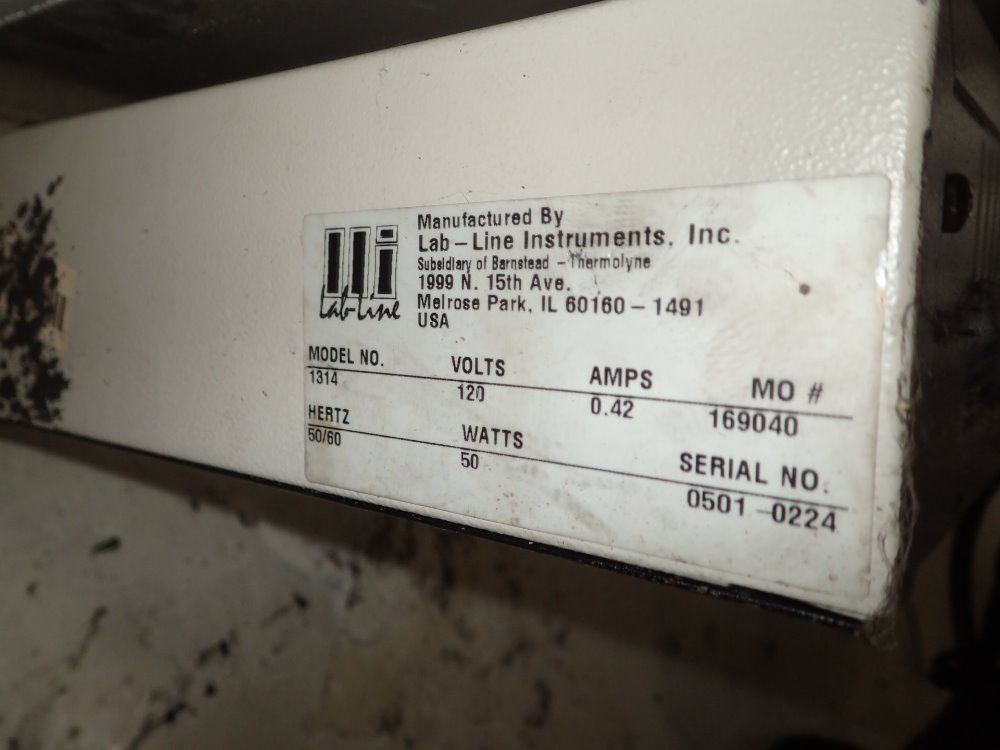 lli
Lab-Line
Manufactured By
Lab-Line Instruments, Inc.
Subsidiary of Barnstead-Thermolyne
1999 N. 15th Ave.
Melrose Park, IL 60160-1491
USA
MODEL NO. VOLTS AMPS MO #
1314 120 0.42 169040
HERTZ WATTS SERIAL NO.
50/60 50 0501-0224